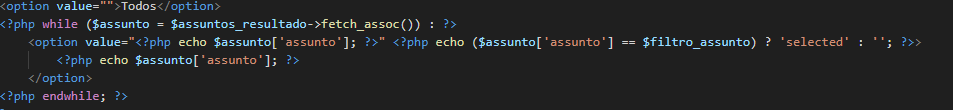 <option value="">Todos</option>
<?php while ($assunto = $assuntos_resultado->fetch_assoc()) : ?>
<option value="<?php echo $assunto['assunto']; ?>" <?php echo ($assunto['assunto'] == $filtro_assunto) ? 'selected' : ''; ?>>
<?php echo $assunto['assunto']; ?>
</option>
<?php endwhile; ?>